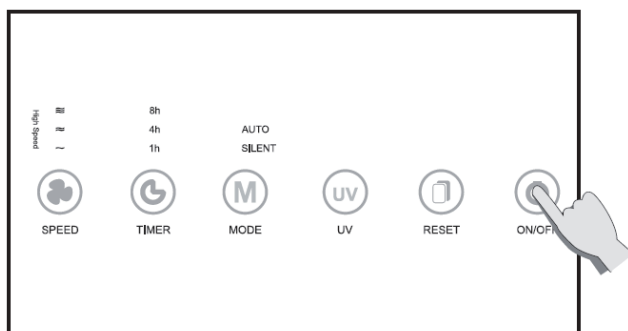 High Speed
8h
4h
1h
AUTO
SILENT
M
UV
SPEED
TIMER
MODE
UV
RESET
ON/OFF